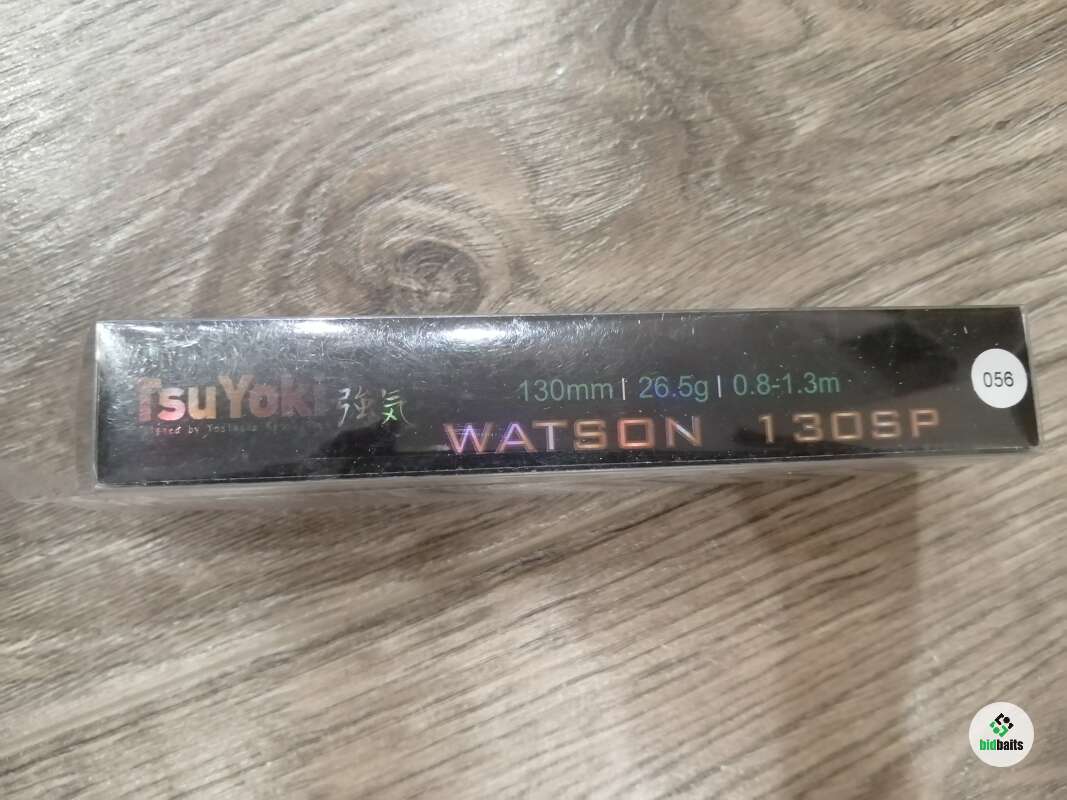 TsuYoki 強気
130mm | 26.5g | 0.8-1.3m
WATSON 130SP
056
bidbaits